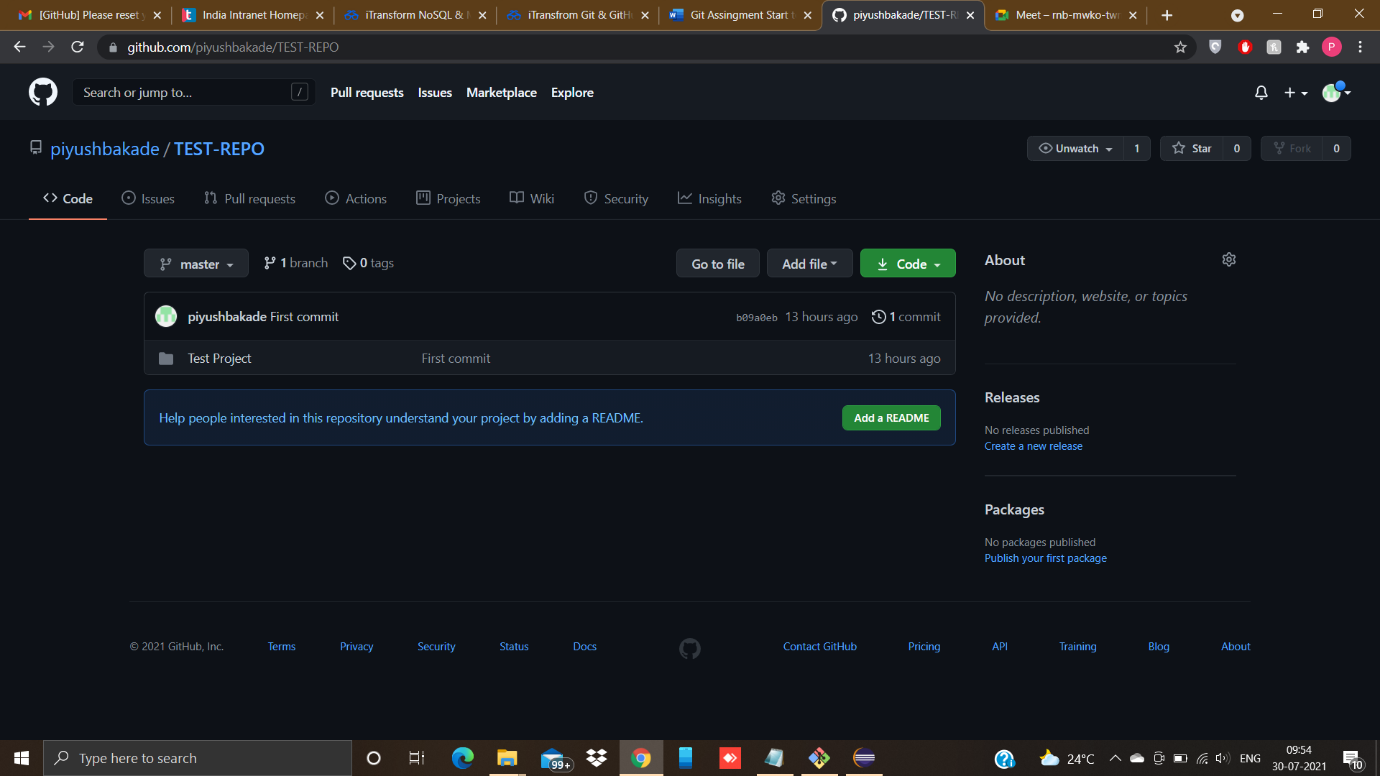 [GitHub] Please reset y
India Intranet Homep
iTransform NoSQL & M
iTransfrom Git & GitH
Git Assingment Start t
piyushbakade/TEST-R
Meet – rnb-mwko-twr
github.com/piyushbakade/TEST-REPO
P
Search or jump to...
/
Pull requests
Issues
Marketplace
Explore
piyushbakade / TEST-REPO
Unwatch 1
Star 0
Fork 0
Code
Issues
Pull requests
Actions
Projects
Wiki
Security
Insights
Settings
master
1 branch
0 tags
Go to file
Add file
Code
About
No description, website, or topics
provided.
piyushbakade First commit
b09a0eb 13 hours ago
1 commit
Test Project
First commit
13 hours ago
Help people interested in this repository understand your project by adding a README.
Add a README
Releases
No releases published
Create a new release
Packages
No packages published
Publish your first package
© 2021 GitHub, Inc.
Terms
Privacy
Security
Status
Docs
Contact GitHub
Pricing
API
Training
Blog
About
Type here to search
99+
24°C
ENG
09:54
30-07-2021
10